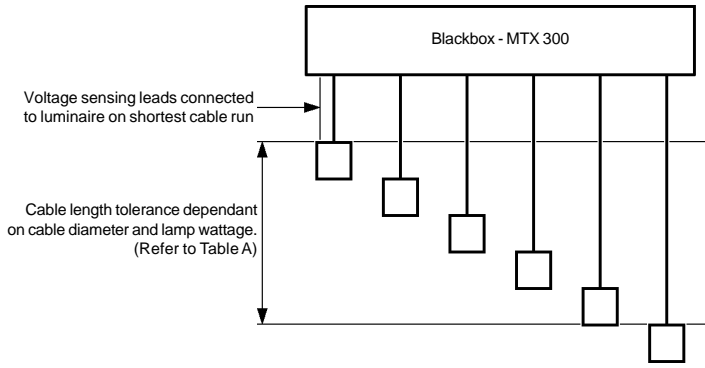 Blackbox - MTX 300
Voltage sensing leads connected
to luminaire on shortest cable run
Cable length tolerance dependant
on cable diameter and lamp wattage.
(Refer to Table A)